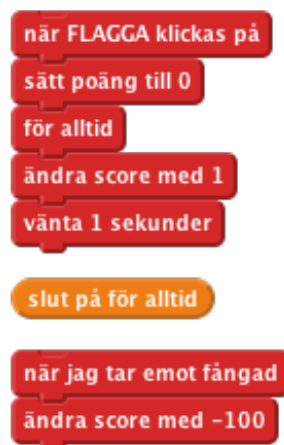 när FLAGGA klickas på
sätt poäng till 0
för alltid
ändra score med 1
vänta 1 sekunder
slut på för alltid
när jag tar emot fångad
ändra score med -100